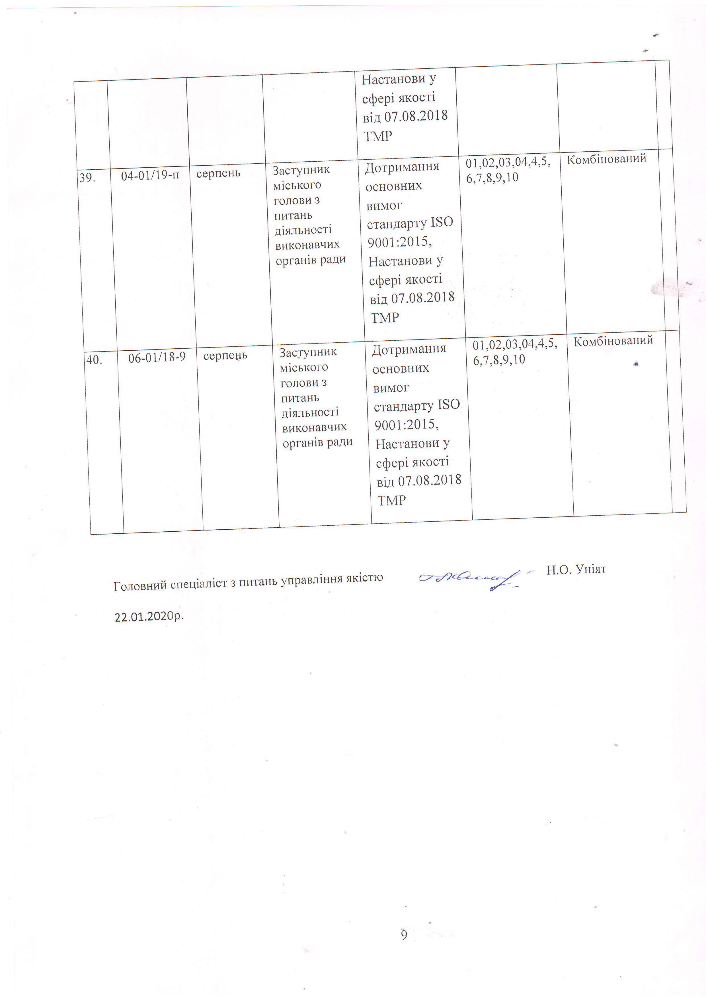 Настанови у
сфері якості
від 07.08.2018
ТМР
39.
04-01/19-п
серпень
Заступник
міського
голови з
питань
діяльності
виконавчих
органів ради
Дотримання
основних
вимог
стандарту ISO
9001:2015,
Настанови у
сфері якості
від 07.08.2018
ТМР
01,02,03,04,4,5,
6,7,8,9,10
Комбінований
40.
06-01/18-9
серпень
Заступник
міського
голови з
питань
діяльності
виконавчих
органів ради
Дотримання
основних
вимог
стандарту ISO
9001:2015,
Настанови у
сфері якості
від 07.08.2018
ТМР
01,02,03,04,4,5,
6,7,8,9,10
Комбінований
Головний спеціаліст з питань управління якістю
Н.О. Уніят
22.01.2020р.
9